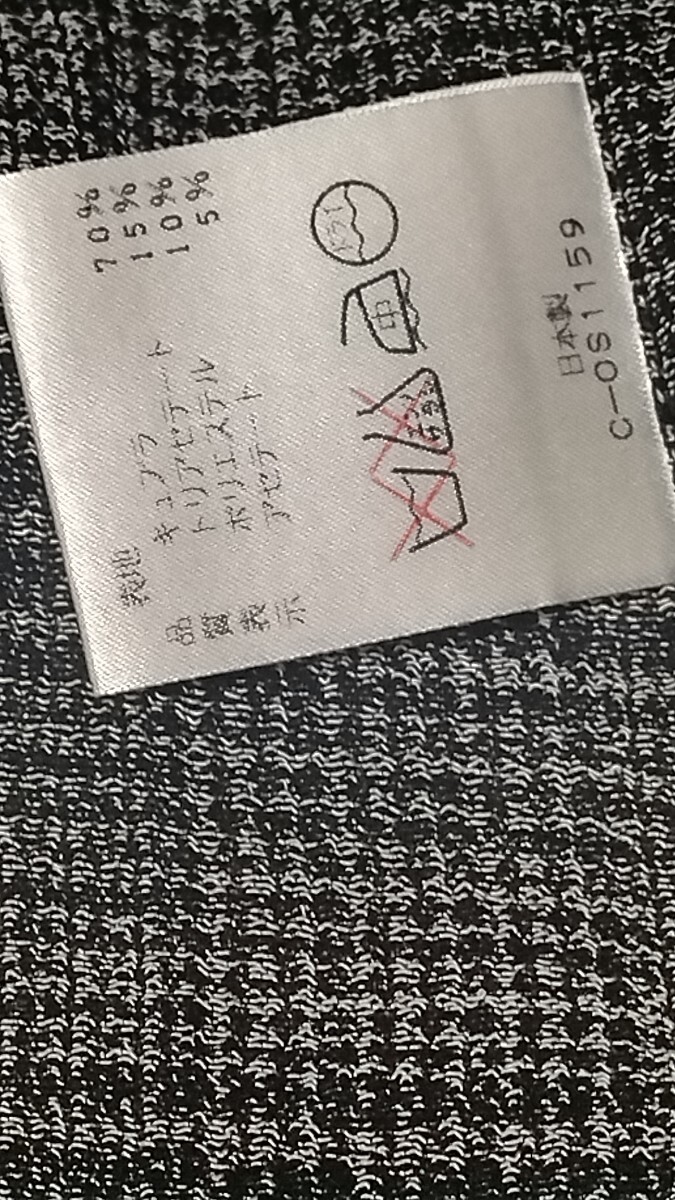 品質表示
表地
キュプラ 70%
トリアセテート 15%
ポリエステル 10%
アセテート 5%
中
日本製
C-OS1159